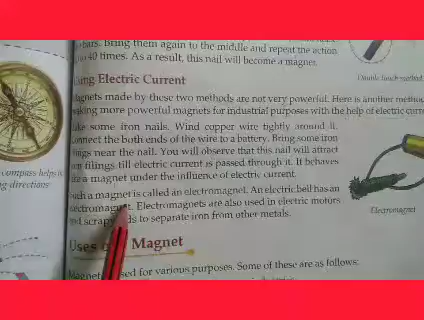 bars. Bring them again to the middle and repeat the action
40 times. As a result, this nail will become a magnet.
Double touch method
Using Electric Current
Magnets made by these two methods are not very powerful. Here is another method
making more powerful magnets for industrial purposes with the help of electric curr
Take some iron nails. Wind copper wire tightly around it.
Connect the both ends of the wire to a battery. Bring some iron
filings near the nail. You will observe that this nail will attract
iron filings till electric current is passed through it. It behaves
like a magnet under the influence of electric current.
compass helps
directions
Such a magnet is called an electromagnet. An electric bell has an
electromagnet. Electromagnets are also used in electric motors
and scrapyards to separate iron from other metals.
Electromagnet
Uses of Magnet
Magnets used for various purposes. Some of these are as follows: